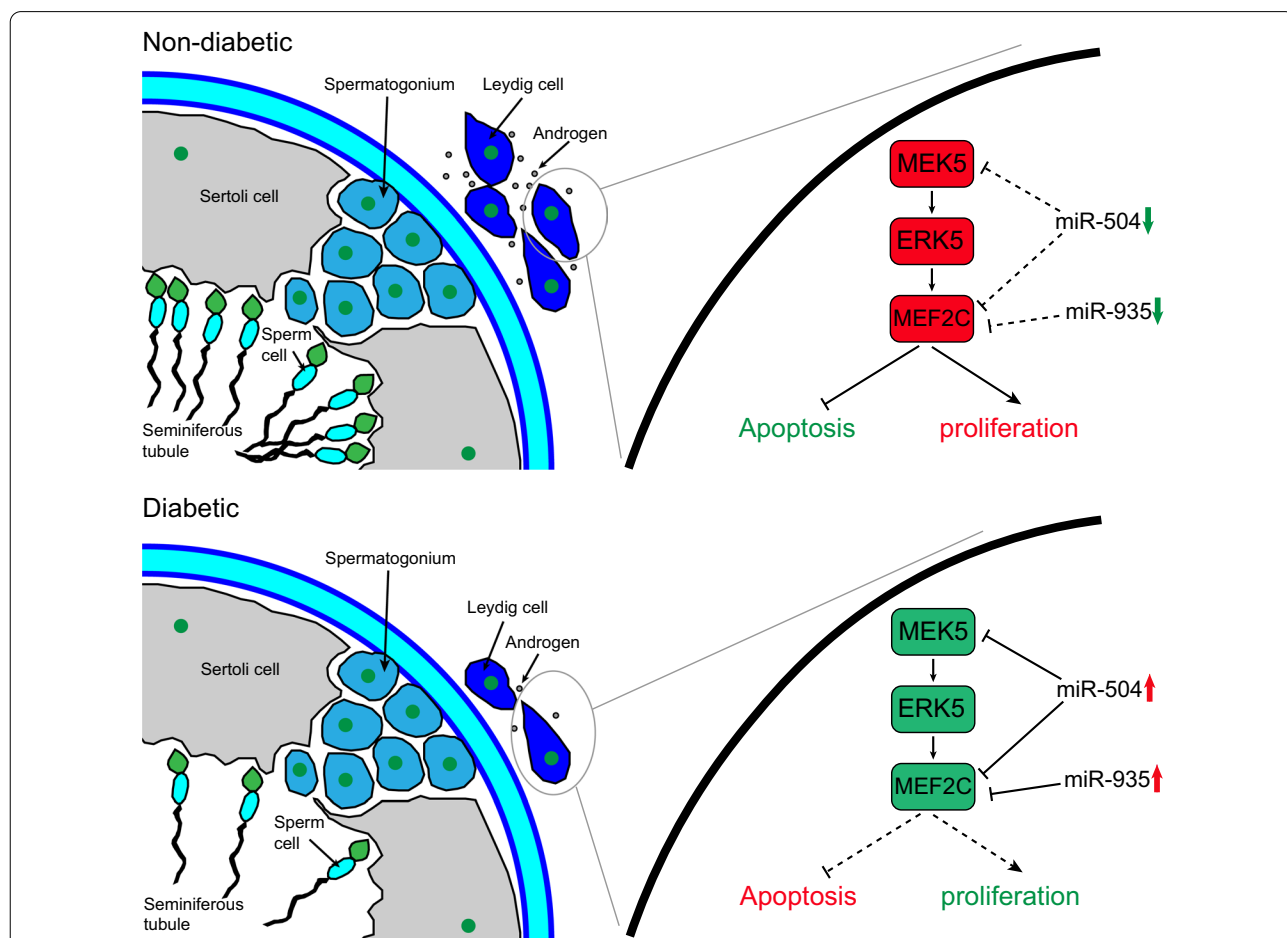 Non-diabetic
Spermatogonium
Leydig cell
Androgen
Sertoli cell
Sperm
cell
Seminiferous
tubule
MEK5
miR-504
ERK5
MEF2C
miR-935
Apoptosis
proliferation
Diabetic
Spermatogonium
Leydig cell
Androgen
Sertoli cell
Sperm
cell
Seminiferous
tubule
MEK5
miR-504
ERK5
MEF2C
miR-935
Apoptosis
proliferation